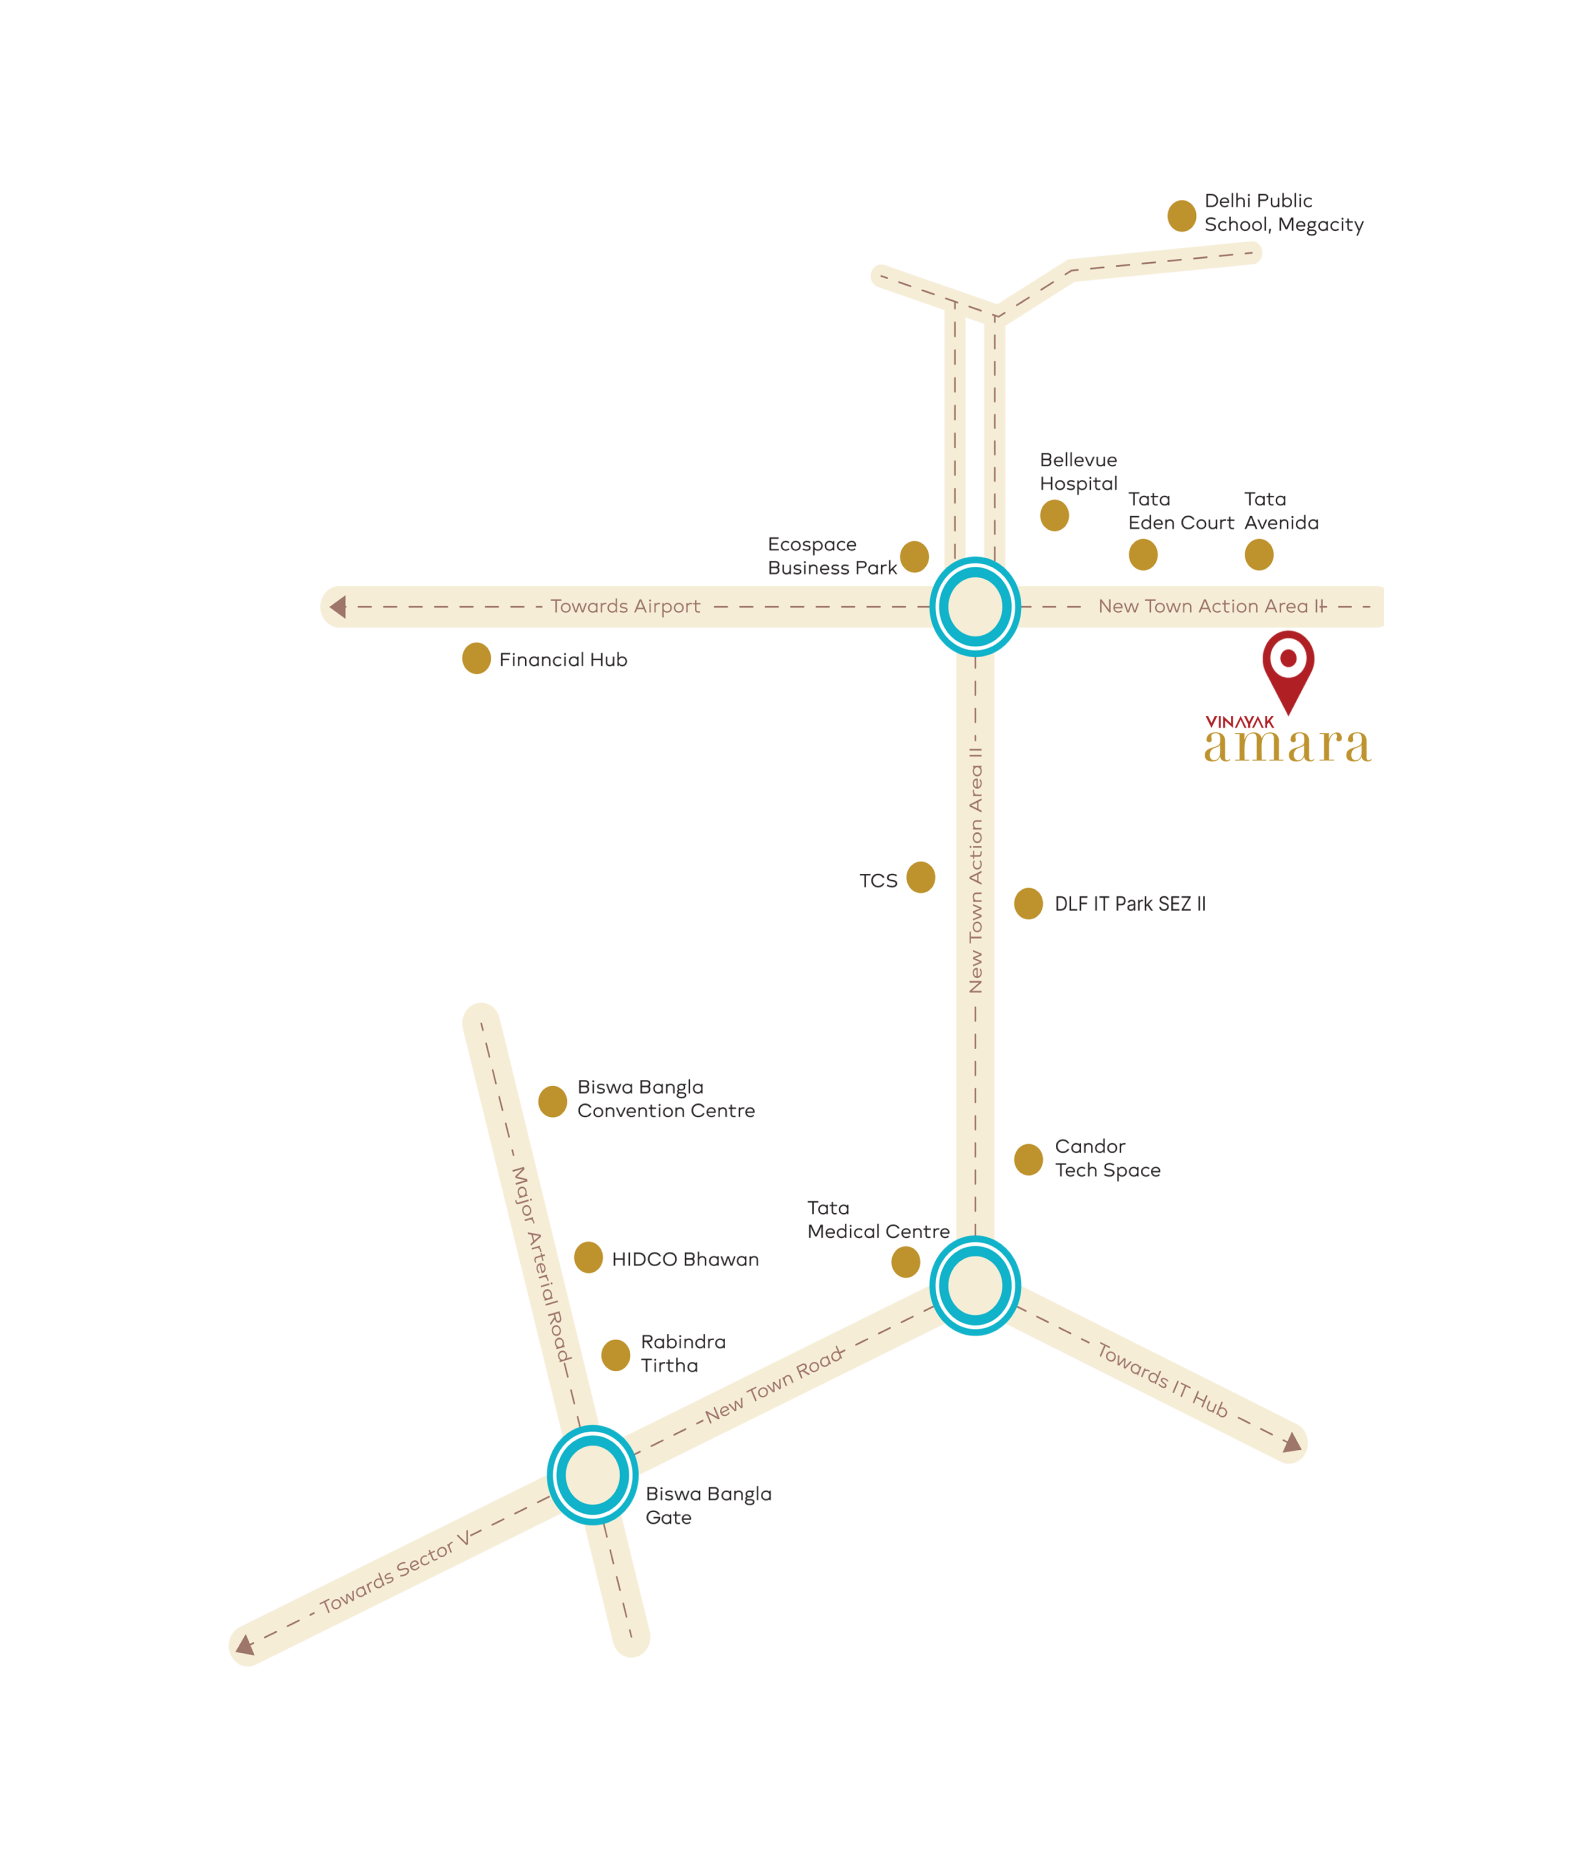 Delhi Public
School, Megacity
Bellevue
Hospital
Tata
Eden Court
Tata
Avenida
Ecospace
Business Park
Towards Airport
New Town Action Area II
Financial Hub
VINAYAK
amara
New Town Action Area II
TCS
DLF IT Park SEZ II
Biswa Bangla
Convention Centre
Major Arterial Road
Candor
Tech Space
Tata
Medical Centre
HIDCO Bhawan
Rabindra
Tirtha
New Town Road
Towards IT Hub
Biswa Bangla
Gate
Towards Sector V